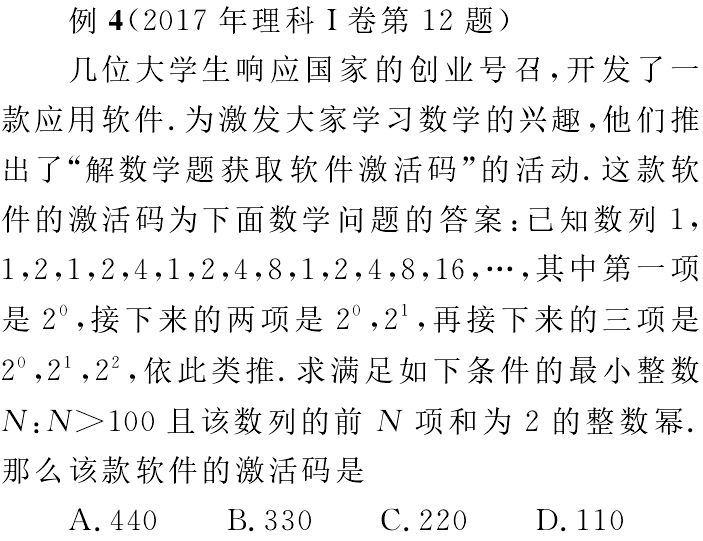 例 4(2017 年理科 Ⅰ 卷第 12 题)
几位大学生响应国家的创业号召,开发了一
款应用软件.为激发大家学习数学的兴趣,他们推
出了“解数学题获取软件激活码”的活动.这款软
件的激活码为下面数学问题的答案:已知数列 1,
1,2,1,2,4,1,2,4,8,1,2,4,8,16,⋯,其中第一项
是 2⁰,接下来的两项是 2⁰,2¹,再接下来的三项是
2⁰,2¹,2²,依此类推.求满足如下条件的最小整数
N:N>100 且该数列的前 N 项和为 2 的整数幂.
那么该款软件的激活码是
A.440 B.330 C.220 D.110